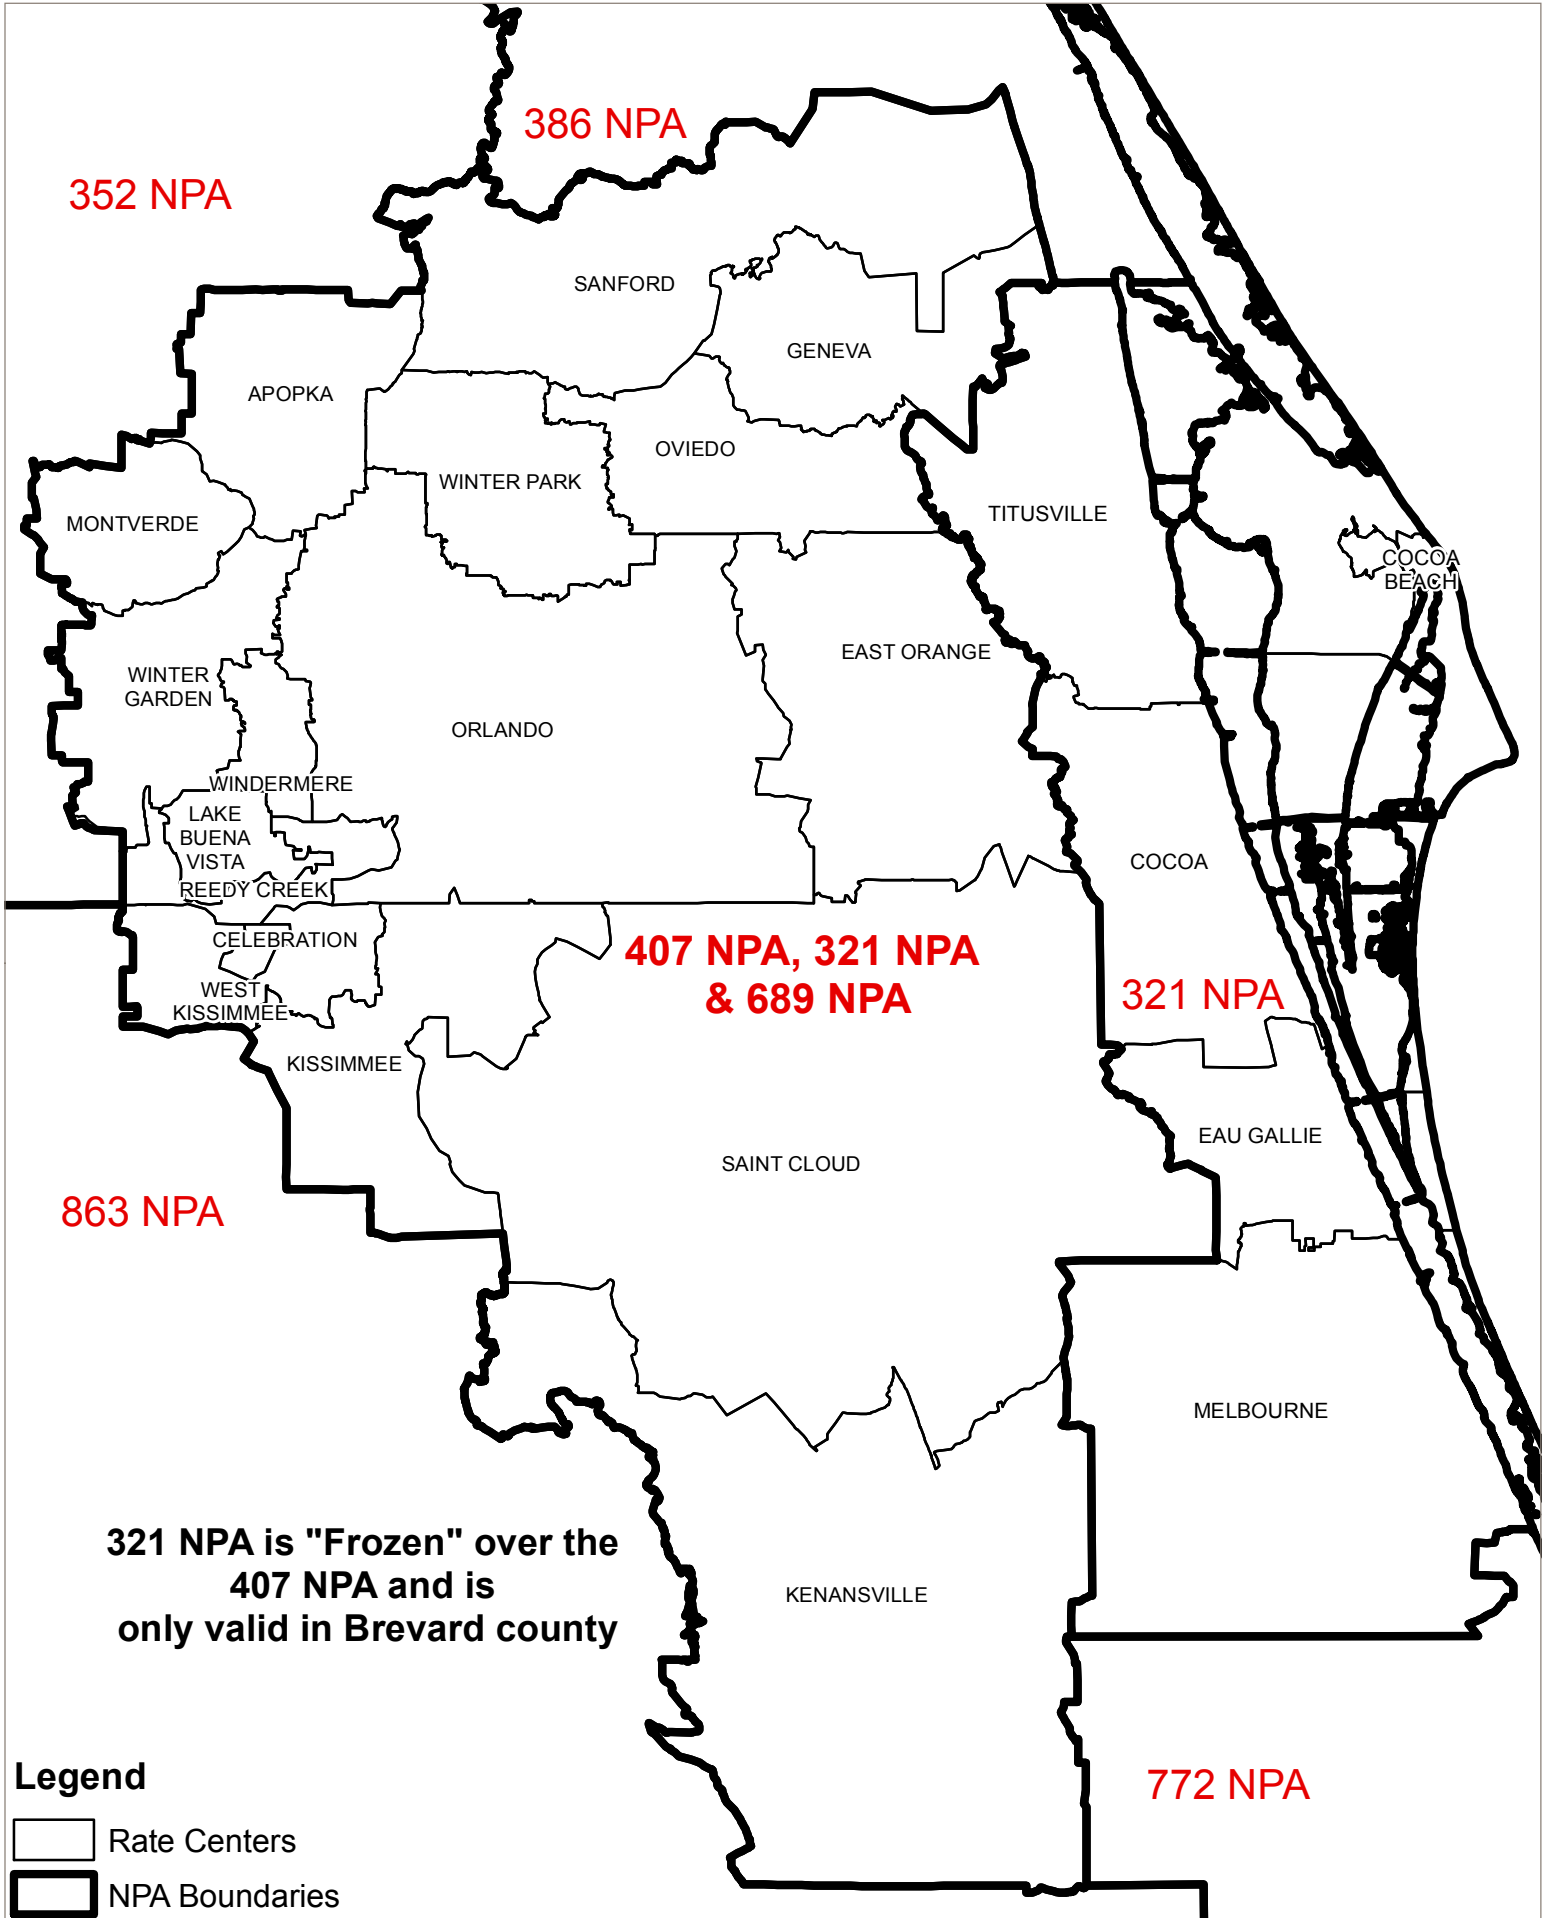 386 NPA
352 NPA
SANFORD
GENEVA
APOPKA
OVIEDO
WINTER PARK
MONTVERDE
TITUSVILLE
COCOA
BEACH
EAST ORANGE
WINTER
GARDEN
ORLANDO
WINDERMERE
LAKE
BUENA
VISTA
REEDY CREEK
COCOA
CELEBRATION
407 NPA, 321 NPA
& 689 NPA
WEST
KISSIMMEE
321 NPA
KISSIMMEE
EAU GALLIE
SAINT CLOUD
863 NPA
MELBOURNE
321 NPA is "Frozen" over the
407 NPA and is
only valid in Brevard county
KENANSVILLE
772 NPA
Legend
Rate Centers
NPA Boundaries